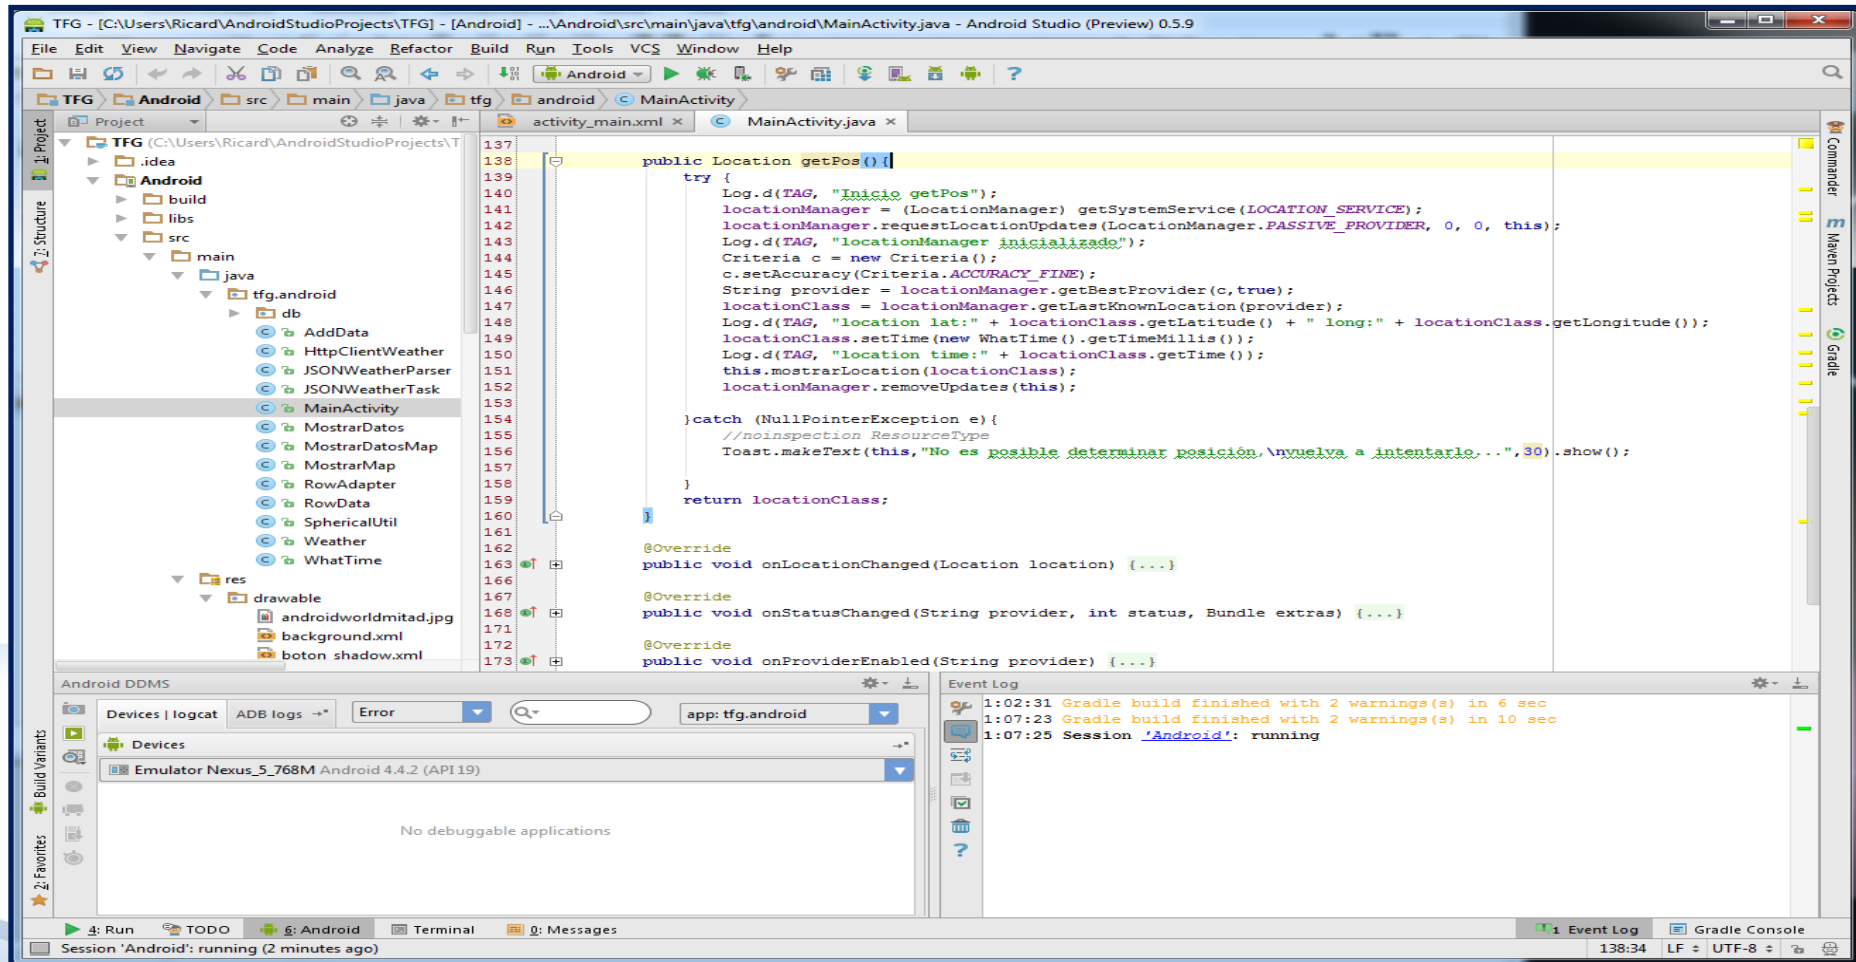 TFG - [C:\Users\Ricard\AndroidStudioProjects\TFG] - [Android] - ...\Android\src\main\java\tfg\android\MainActivity.java - Android Studio (Preview) 0.5.9
File Edit View Navigate Code Analyze Refactor Build Run Tools VCS Window Help
Android
TFG Android src main java tfg android MainActivity
Project
activity_main.xml MainActivity.java
1: Project
7: Structure
Build Variants
2: Favorites
TFG (C:\Users\Ricard\AndroidStudioProjects\T
.idea
Android
build
libs
src
main
java
tfg.android
db
AddData
HttpClientWeather
JSONWeatherParser
JSONWeatherTask
MainActivity
MostrarDatos
MostrarDatosMap
MostrarMap
RowAdapter
RowData
SphericalUtil
Weather
WhatTime
res
drawable
androidworldmitad.jpg
background.xml
boton_shadow.xml
137
138 public Location getPos(){
139 try {
140 Log.d(TAG, "Inicio getPos");
141 locationManager = (LocationManager) getSystemService(LOCATION_SERVICE);
142 locationManager.requestLocationUpdates(LocationManager.PASSIVE_PROVIDER, 0, 0, this);
143 Log.d(TAG, "locationManager inicializado");
144 Criteria c = new Criteria();
145 c.setAccuracy(Criteria.ACCURACY_FINE);
146 String provider = locationManager.getBestProvider(c,true);
147 locationClass = locationManager.getLastKnownLocation(provider);
148 Log.d(TAG, "location lat:" + locationClass.getLatitude() + " long:" + locationClass.getLongitude());
149 locationClass.setTime(new WhatTime().getTimeMillis());
150 Log.d(TAG, "location time:" + locationClass.getTime());
151 this.mostrarLocation(locationClass);
152 locationManager.removeUpdates(this);
153
154 }catch (NullPointerException e){
155 //noinspection ResourceType
156 Toast.makeText(this,"No es posible determinar posición,\nvuelva a intentarlo...",30).show();
157
158 }
159 return locationClass;
160 }
161
162 @Override
163 public void onLocationChanged(Location location) {...}
166
167 @Override
168 public void onStatusChanged(String provider, int status, Bundle extras) {...}
171
172 @Override
173 public void onProviderEnabled(String provider) {...}
Commander
m Maven Projects
Gradle
Android DDMS
Devices | logcat ADB logs Error app: tfg.android
Devices
Emulator Nexus_5_768M Android 4.4.2 (API 19)
No debuggable applications
Event Log
1:02:31 Gradle build finished with 2 warnings(s) in 6 sec
1:07:23 Gradle build finished with 2 warnings(s) in 10 sec
1:07:25 Session 'Android': running
4: Run TODO 6: Android Terminal 0: Messages 1 Event Log Gradle Console
Session 'Android': running (2 minutes ago) 138:34 LF UTF-8